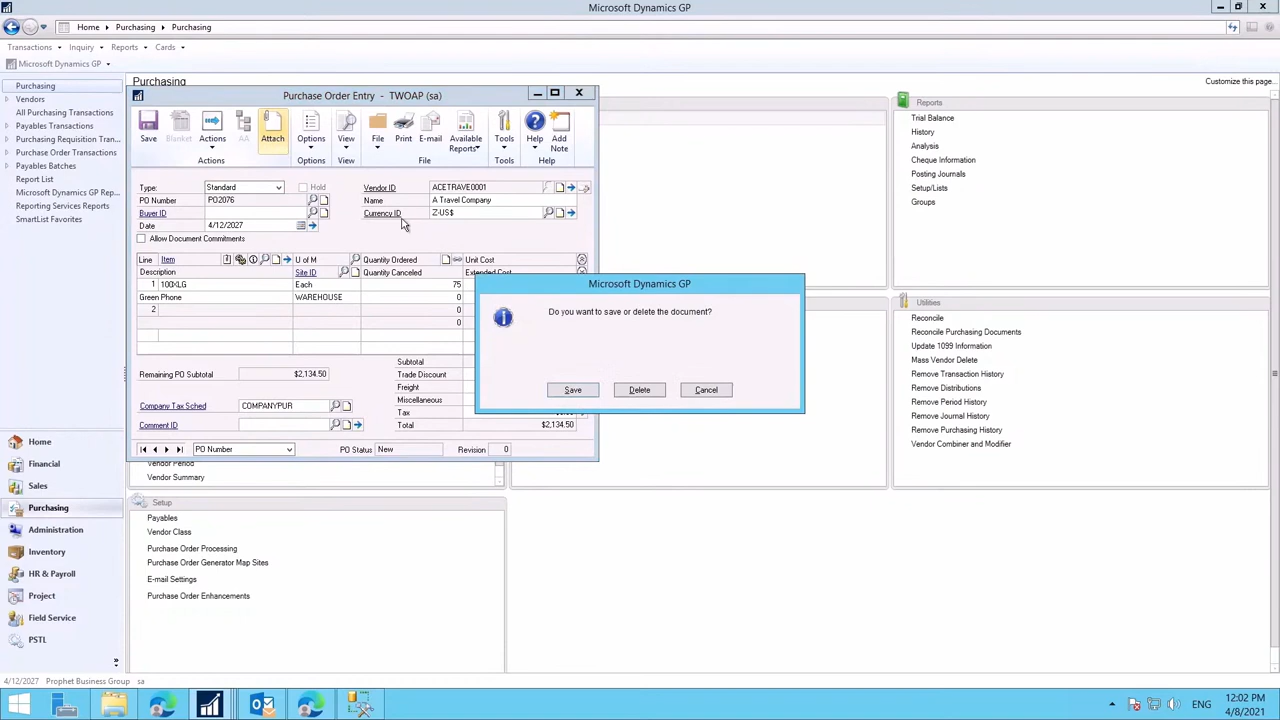 Microsoft Dynamics GP
Home Purchasing Purchasing
Transactions Inquiry Reports Cards
Microsoft Dynamics GP
Purchasing
Vendors
All Purchasing Transactions
Payables Transactions
Purchasing Requisition Tran...
Purchase Order Transactions
Payables Batches
Report List
Microsoft Dynamics GP Rep...
Reporting Services Reports
SmartList Favorites
Home
Financial
Sales
Purchasing
Administration
Inventory
HR & Payroll
Project
Field Service
PSTL
Purchasing
Customize this page...
Purchase Order Entry - TWOAP (sa)
Save Blanket Actions AA Attach Options View File Print E-mail Available Reports Tools Help Add Note
Actions Options View File Tools Help
Type: Standard Hold Vendor ID ACETRAVE0001
PO Number PO2076 Name A Travel Company
Buyer ID Currency ID Z-US$
Date 4/12/2027
Allow Document Commitments
Line Item U of M Quantity Ordered Unit Cost
Description Site ID Quantity Canceled Extended Cost
1 100XLG Each 75
Green Phone WAREHOUSE 0
2 0
0
Subtotal
Remaining PO Subtotal $2,134.50 Trade Discount
Freight
Miscellaneous
Company Tax Sched COMPANYPUR
Tax
Comment ID Total $2,134.50
PO Number PO Status New Revision 0
Microsoft Dynamics GP
Do you want to save or delete the document?
Save Delete Cancel
Vendor Period
Vendor Summary
Setup
Payables
Vendor Class
Purchase Order Processing
Purchase Order Generator Map Sites
E-mail Settings
Purchase Order Enhancements
Reports
Trial Balance
History
Analysis
Cheque Information
Posting Journals
Setup/Lists
Groups
Utilities
Reconcile
Reconcile Purchasing Documents
Update 1099 Information
Mass Vendor Delete
Remove Transaction History
Remove Distributions
Remove Period History
Remove Journal History
Remove Purchasing History
Vendor Combiner and Modifier
4/12/2027 Prophet Business Group sa
ENG
12:02 PM
4/8/2021